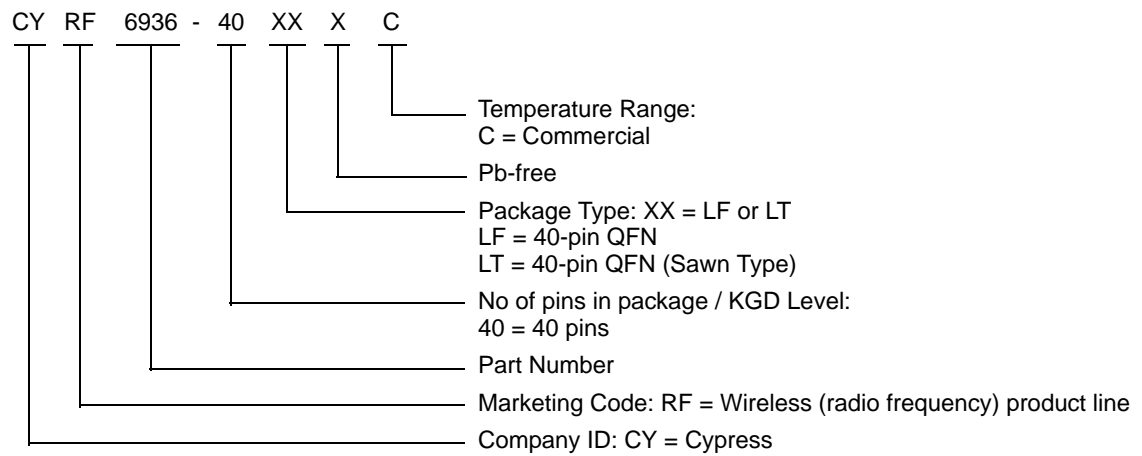 CY RF 6936 - 40 XX X C
Temperature Range:
C = Commercial
Pb-free
Package Type: XX = LF or LT
LF = 40-pin QFN
LT = 40-pin QFN (Sawn Type)
No of pins in package / KGD Level:
40 = 40 pins
Part Number
Marketing Code: RF = Wireless (radio frequency) product line
Company ID: CY = Cypress